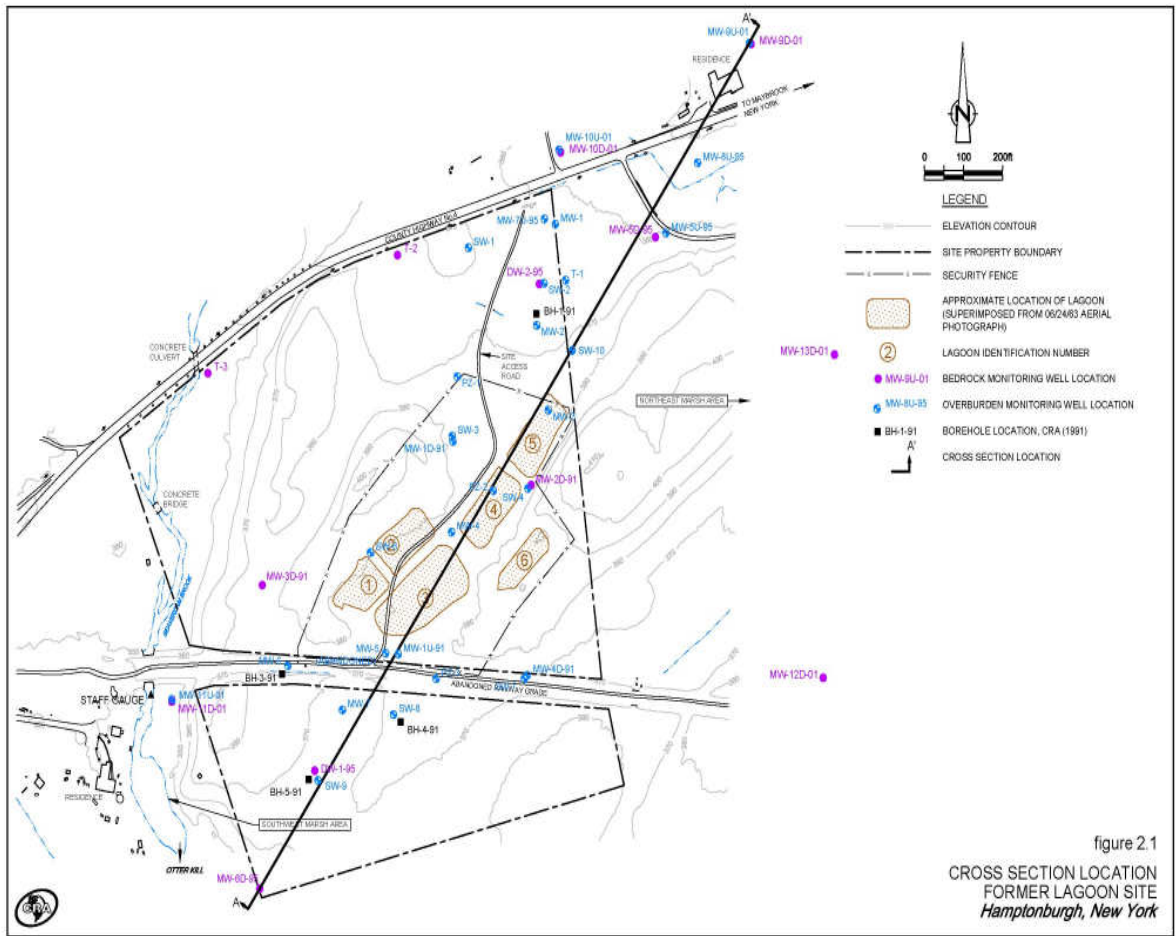 A'
MW-9U-01
MW-9D-01
RESIDENCE
TO MAYBROOK
NEW YORK
MW-10U-01
MW-10D-01
MW-8U-95
COUNTY HIGHWAY No.4
MW-7U-95
MW-1
MW-5D-95
MW-5U-95
SW-1
T-2
DW-2-95
SW-2
T-1
BH-1-91
MW-2
CONCRETE
CULVERT
SITE
ACCESS
ROAD
SW-10
MW-13D-01
T-3
NORTHEAST MARSH AREA
SW-3
MW-1D-91
5
CONCRETE
BRIDGE
PZ-2
SW-4
MW-2D-91
4
MW-4
2
6
1
3
MW-3D-91
MW-5
MW-1U-91
BH-3-91
MW-4D-91
ABANDONED RAILWAY GRADE
MW-12D-01
STAFF GAUGE
MW-11U-01
MW-11D-01
SW-8
BH-4-91
DW-1-95
BH-5-91
SW-9
RESIDENCE
SOUTHWEST MARSH AREA
OTTER KILL
MW-6D-95
A
CRA
N
0 100 200ft
LEGEND
ELEVATION CONTOUR
SITE PROPERTY BOUNDARY
SECURITY FENCE
APPROXIMATE LOCATION OF LAGOON
(SUPERIMPOSED FROM 06/24/63 AERIAL
PHOTOGRAPH)
2 LAGOON IDENTIFICATION NUMBER
MW-9U-01 BEDROCK MONITORING WELL LOCATION
MW-8U-95 OVERBURDEN MONITORING WELL LOCATION
BH-1-91 BOREHOLE LOCATION, CRA (1991)
A' CROSS SECTION LOCATION
figure 2.1
CROSS SECTION LOCATION
FORMER LAGOON SITE
Hamptonburgh, New York